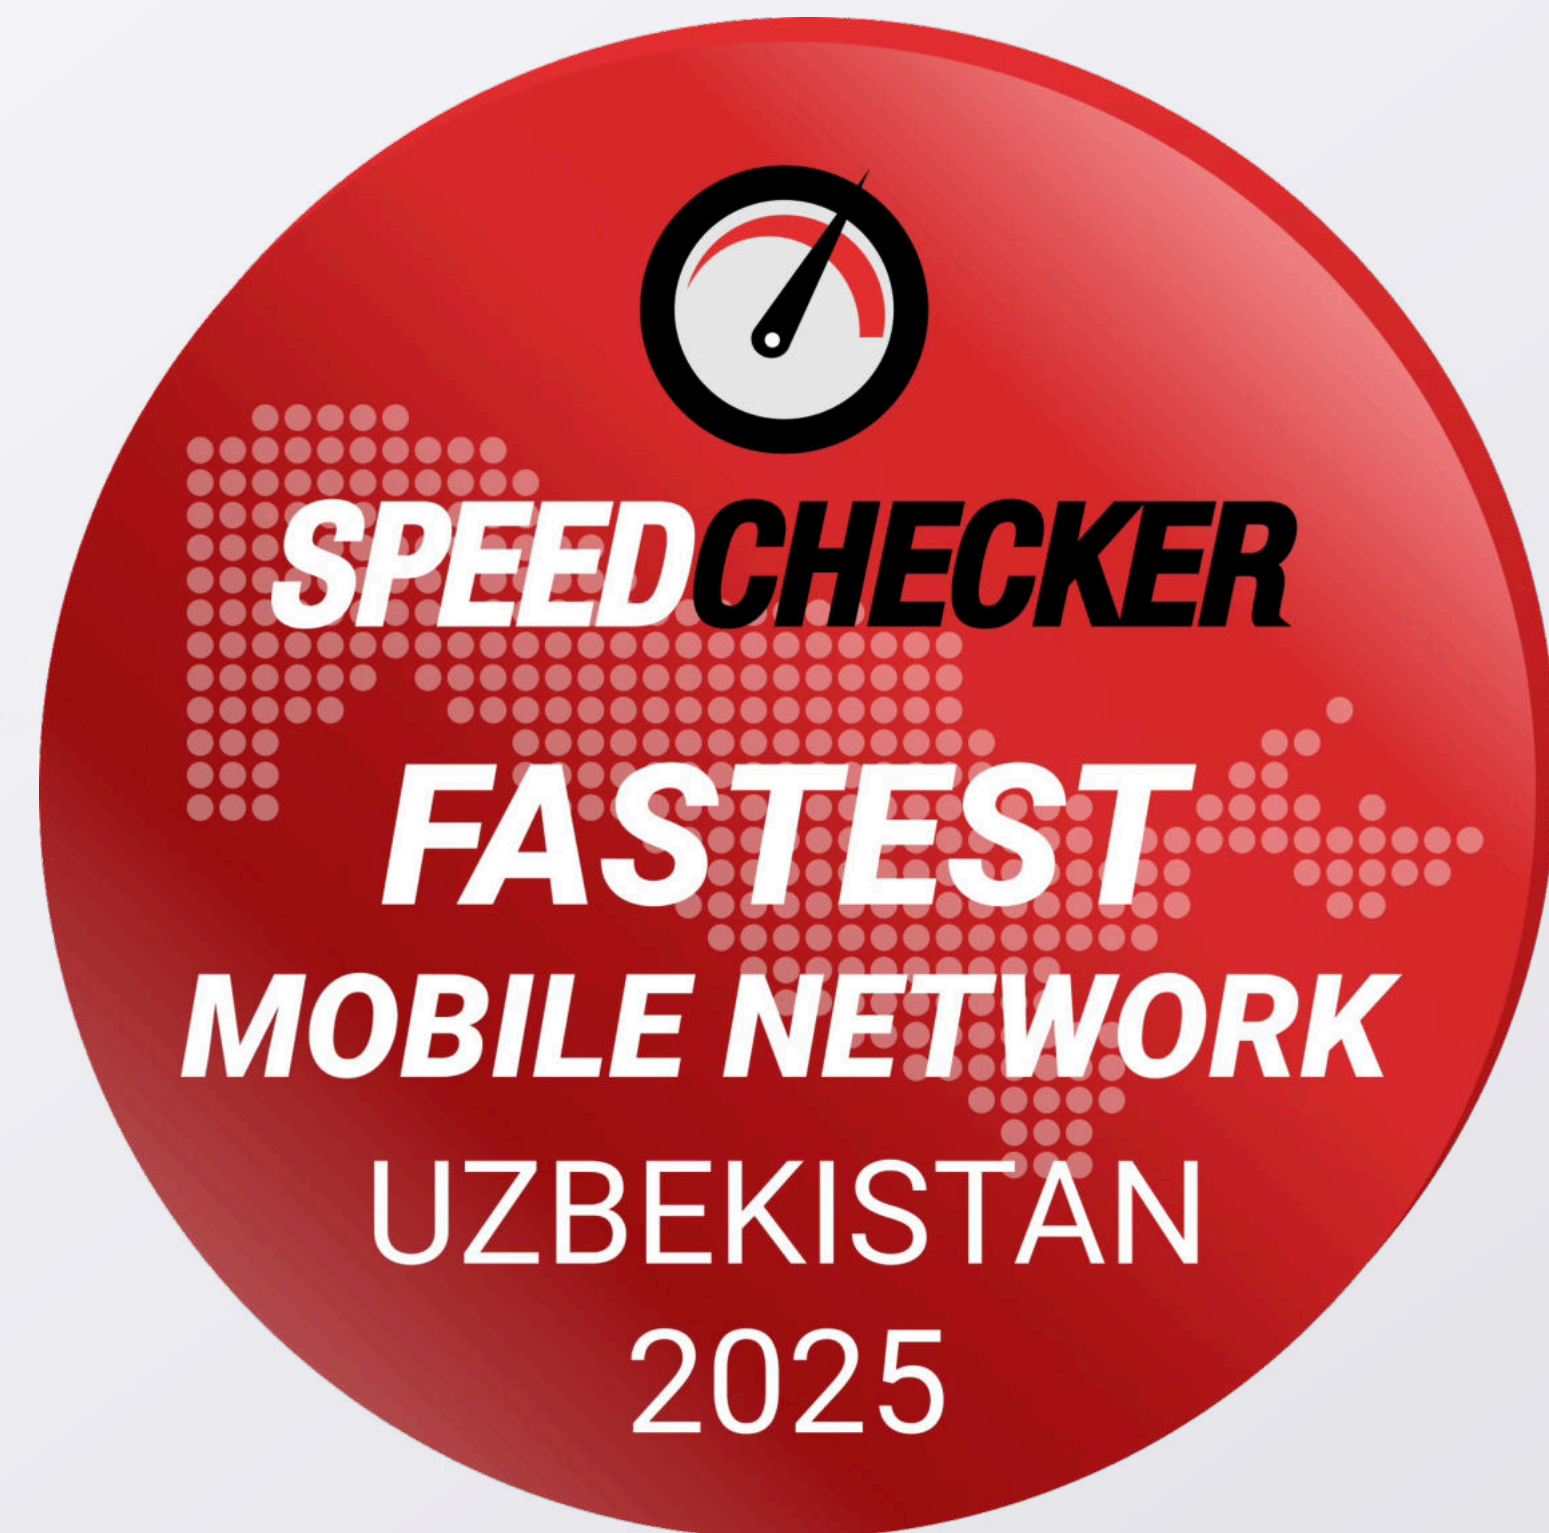 SPEEDCHECKER
FASTEST
MOBILE NETWORK
UZBEKISTAN
2025